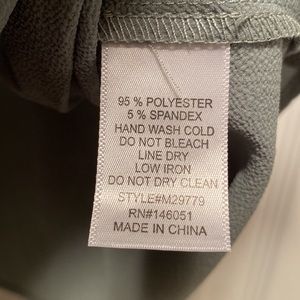 95 % POLYESTER
5 % SPANDEX
HAND WASH COLD
DO NOT BLEACH
LINE DRY
LOW IRON
DO NOT DRY CLEAN
STYLE#M29779
RN#146051
MADE IN CHINA